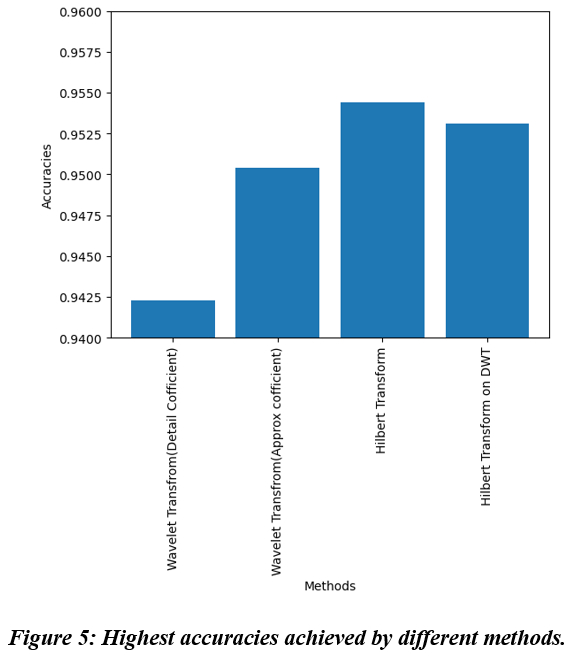 0.9600
0.9575
0.9550
0.9525
0.9500
0.9475
0.9450
0.9425
0.9400
Accuracies
Wavelet Transfrom(Detail Cofficient)
Wavelet Transfrom(Approx cofficient)
Hilbert Transform
Hilbert Transform on DWT
Methods
Figure 5: Highest accuracies achieved by different methods.